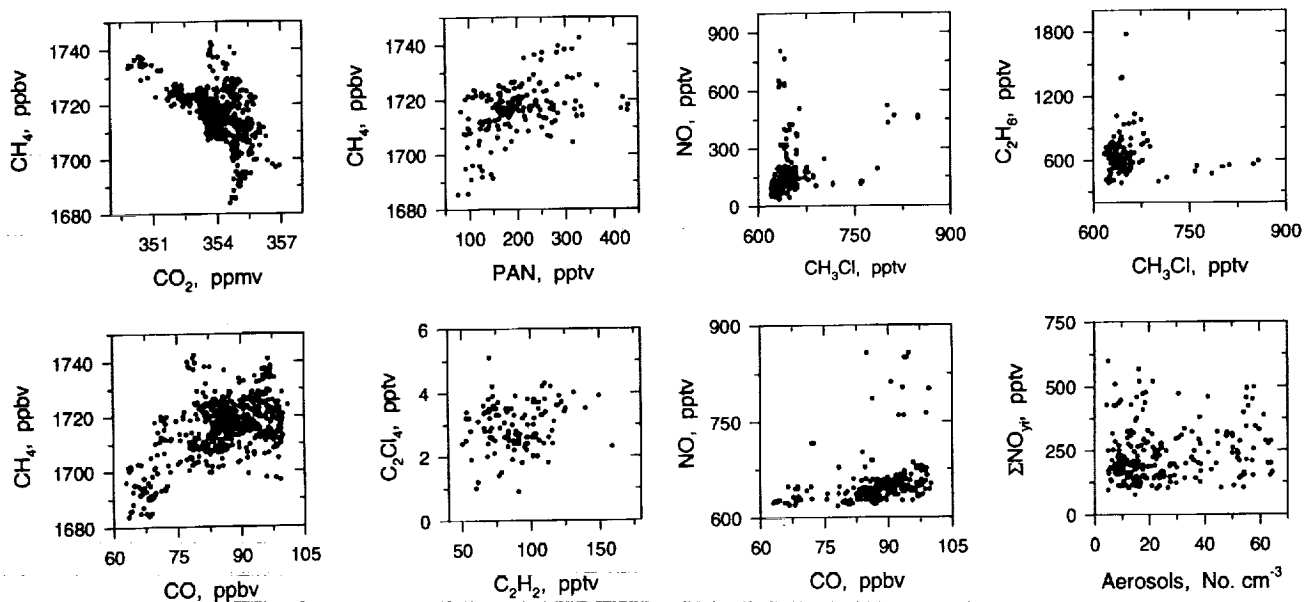 1740
1720
1700
1680
CH₄, ppbv
351 354 357
CO₂, ppmv
1740
1720
1700
1680
CH₄, ppbv
100 200 300 400
PAN, pptv
900
600
300
0
NO, pptv
600 750 900
CH₃Cl, pptv
1800
1200
600
C₂H₆, pptv
600 750 900
CH₃Cl, pptv
1740
1720
1700
1680
CH₄, ppbv
60 75 90 105
CO, ppbv
6
4
2
0
C₂Cl₄, pptv
50 100 150
C₂H₂, pptv
900
750
600
NO, pptv
60 75 90 105
CO, ppbv
750
500
250
0
ΣNOyi, pptv
0 20 40 60
Aerosols, No. cm⁻³